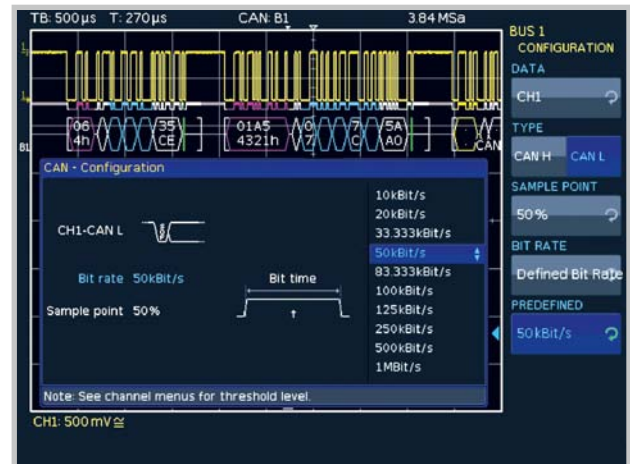 TB: 500µs T: 270µs CAN: B1 3.84 MSa
BUS 1
CONFIGURATION
DATA
CH1
TYPE
CAN H CAN L
SAMPLE POINT
50%
BIT RATE
Defined Bit Rate
PREDEFINED
50kBit/s
B1
06
4h
35
CE
]
[
01A5
4321h
0
7
7
C
5A
A0
]
[
CAN
CAN - Configuration
CH1-CAN L
Bit rate 50kBit/s
Sample point 50%
Bit time
10kBit/s
20kBit/s
33.333kBit/s
50kBit/s
83.333kBit/s
100kBit/s
125kBit/s
250kBit/s
500kBit/s
1MBit/s
Note: See channel menus for threshold level.
CH1: 500 mV ≅